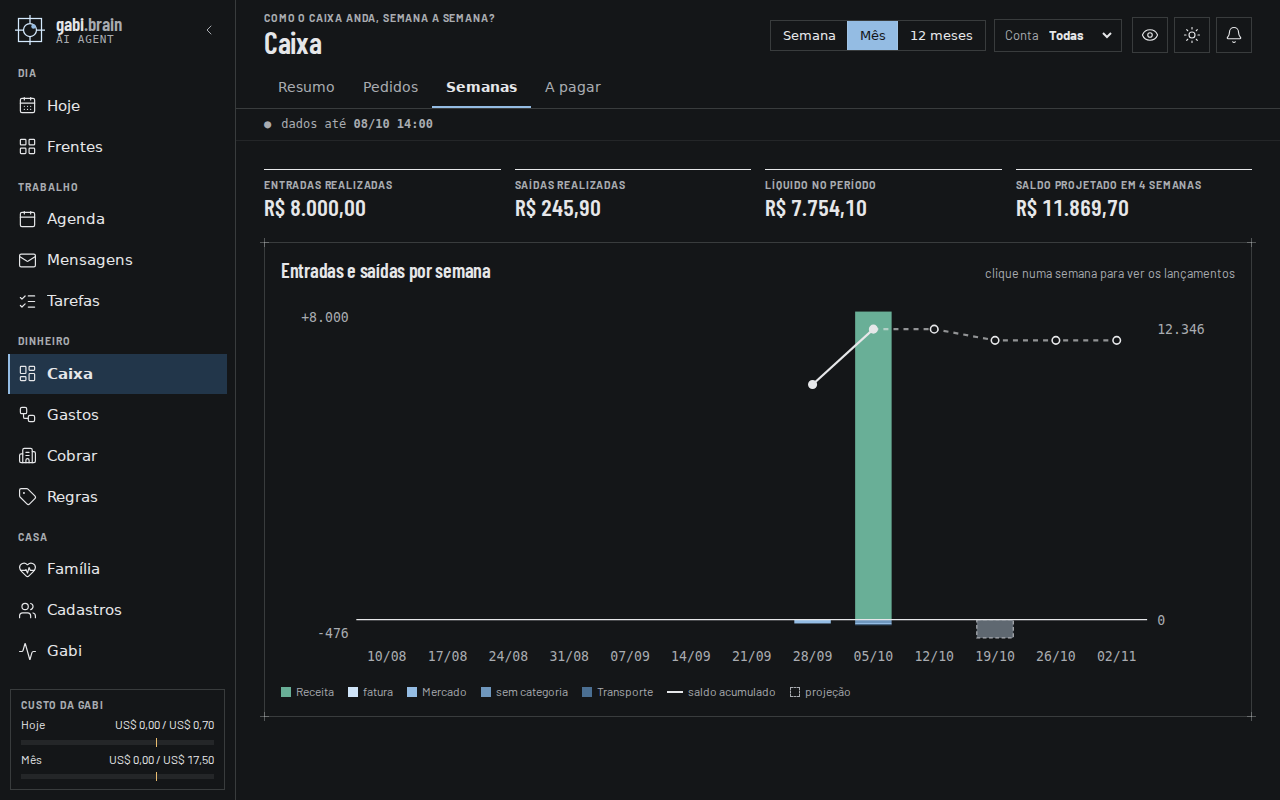 gabi.brain
AI AGENT
DIA
Hoje
Frentes
TRABALHO
Agenda
Mensagens
Tarefas
DINHEIRO
Caixa
Gastos
Cobrar
Regras
CASA
Família
Cadastros
Gabi
CUSTO DA GABI
Hoje US$ 0,00 / US$ 0,70
Mês US$ 0,00 / US$ 17,50
COMO O CAIXA ANDA, SEMANA A SEMANA?
Caixa
Semana Mês 12 meses
Conta Todas
Resumo Pedidos Semanas A pagar
dados até 08/10 14:00
ENTRADAS REALIZADAS
R$ 8.000,00
SAÍDAS REALIZADAS
R$ 245,90
LÍQUIDO NO PERÍODO
R$ 7.754,10
SALDO PROJETADO EM 4 SEMANAS
R$ 11.869,70
Entradas e saídas por semana
clique numa semana para ver os lançamentos
+8.000
12.346
-476
0
10/08 17/08 24/08 31/08 07/09 14/09 21/09 28/09 05/10 12/10 19/10 26/10 02/11
Receita fatura Mercado sem categoria Transporte saldo acumulado projeção